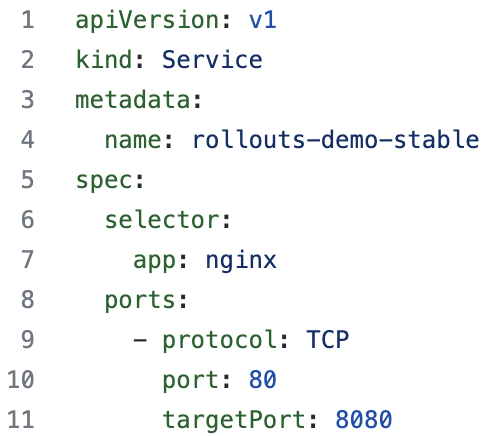 1 apiVersion: v1
2 kind: Service
3 metadata:
4   name: rollouts-demo-stable
5 spec:
6   selector:
7     app: nginx
8   ports:
9     - protocol: TCP
10       port: 80
11       targetPort: 8080